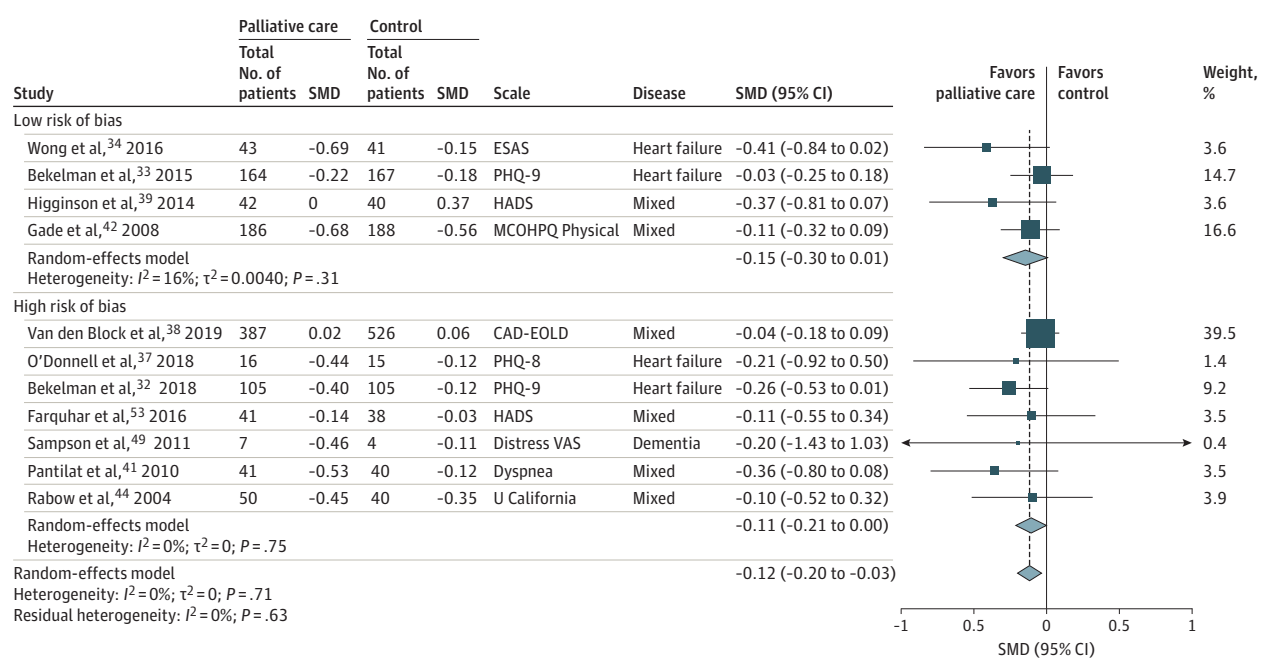 Palliative care Control
Total No. of patients SMD Total No. of patients SMD
Study Scale Disease SMD (95% CI) Favors palliative care Favors control Weight, %
Low risk of bias
Wong et al,34 2016 43 -0.69 41 -0.15 ESAS Heart failure -0.41 (-0.84 to 0.02) 3.6
Bekelman et al,33 2015 164 -0.22 167 -0.18 PHQ-9 Heart failure -0.03 (-0.25 to 0.18) 14.7
Higginson et al,39 2014 42 0 40 0.37 HADS Mixed -0.37 (-0.81 to 0.07) 3.6
Gade et al,42 2008 186 -0.68 188 -0.56 MCOHPQ Physical Mixed -0.11 (-0.32 to 0.09) 16.6
Random-effects model -0.15 (-0.30 to 0.01)
Heterogeneity: I2=16%; τ2=0.0040; P=.31
High risk of bias
Van den Block et al,38 2019 387 0.02 526 0.06 CAD-EOLD Mixed -0.04 (-0.18 to 0.09) 39.5
O'Donnell et al,37 2018 16 -0.44 15 -0.12 PHQ-8 Heart failure -0.21 (-0.92 to 0.50) 1.4
Bekelman et al,32 2018 105 -0.40 105 -0.12 PHQ-9 Heart failure -0.26 (-0.53 to 0.01) 9.2
Farquhar et al,53 2016 41 -0.14 38 -0.03 HADS Mixed -0.11 (-0.55 to 0.34) 3.5
Sampson et al,49 2011 7 -0.46 4 -0.11 Distress VAS Dementia -0.20 (-1.43 to 1.03) 0.4
Pantilat et al,41 2010 41 -0.53 40 -0.12 Dyspnea Mixed -0.36 (-0.80 to 0.08) 3.5
Rabow et al,44 2004 50 -0.45 40 -0.35 U California Mixed -0.10 (-0.52 to 0.32) 3.9
Random-effects model -0.11 (-0.21 to 0.00)
Heterogeneity: I2=0%; τ2=0; P=.75
Random-effects model -0.12 (-0.20 to -0.03)
Heterogeneity: I2=0%; τ2=0; P=.71
Residual heterogeneity: I2=0%; P=.63
-1 0.5 0 0.5 1
SMD (95% CI)